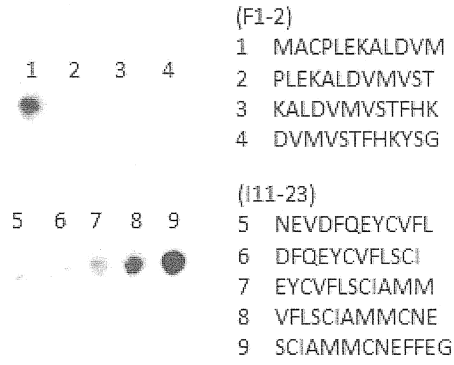 (F1-2)
1 MACPLEKALDVM
2 PLEKALDVMVST
3 KALDVMVSTFHK
4 DVMVSTFHKYSG
1 2 3 4
(I11-23)
5 NEVDFQEYCVFL
6 DFQEYCVFLSCI
7 EYCVFLSCIAMM
8 VFLSCIAMMCNE
9 SCIAMMCNEFFEG
5 6 7 8 9